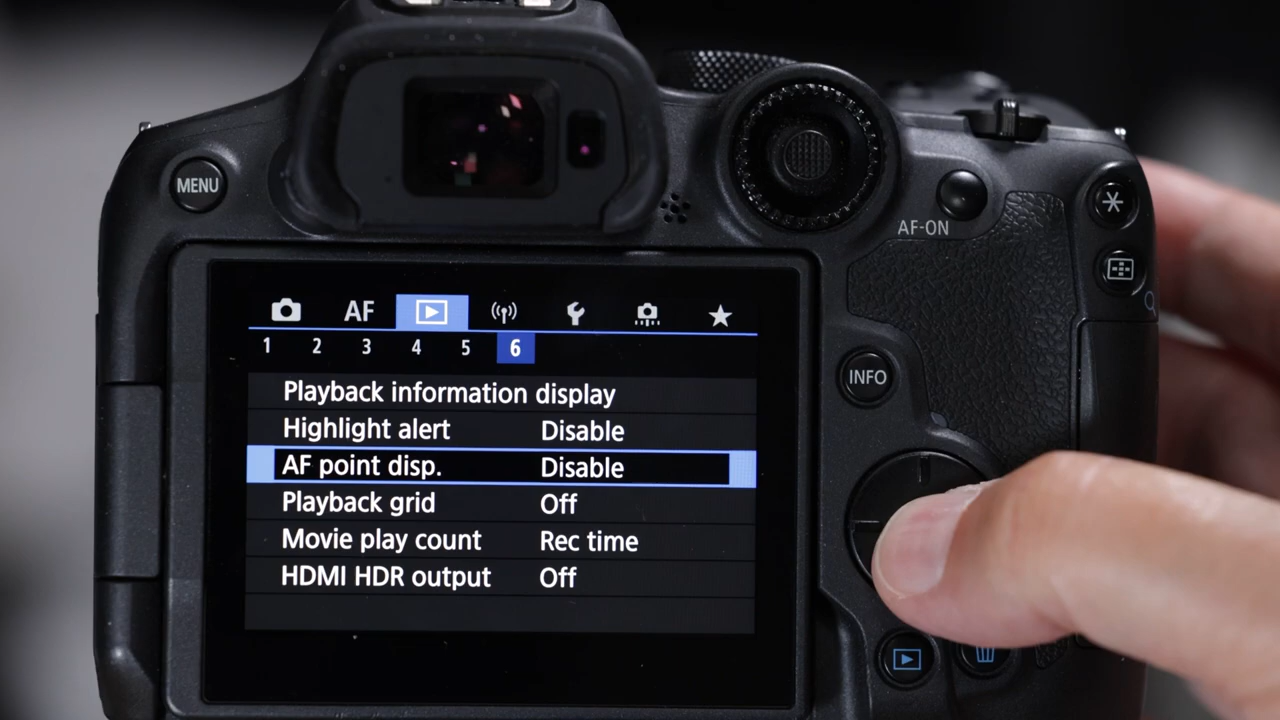 MENU
AF-ON
AF
1 2 3 4 5 6
Playback information display
Highlight alert Disable
AF point disp. Disable
Playback grid Off
Movie play count Rec time
HDMI HDR output Off
INFO